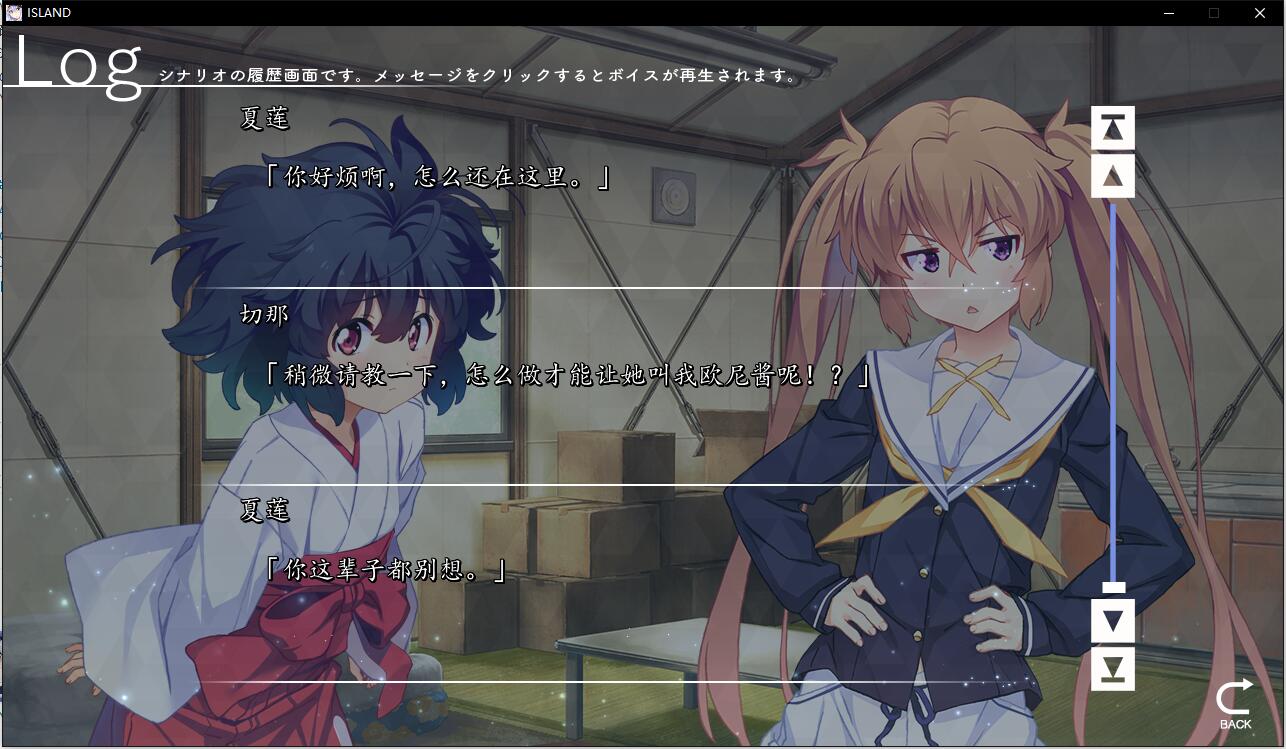 ISLAND
Log シナリオの履歴画面です。メッセージをクリックするとボイスが再生されます。
夏莲
「你好烦啊，怎么还在这里。」
切那
「稍微请教一下，怎么做才能让她叫我欧尼酱呢！？」
夏莲
「你这辈子都别想。」
BACK